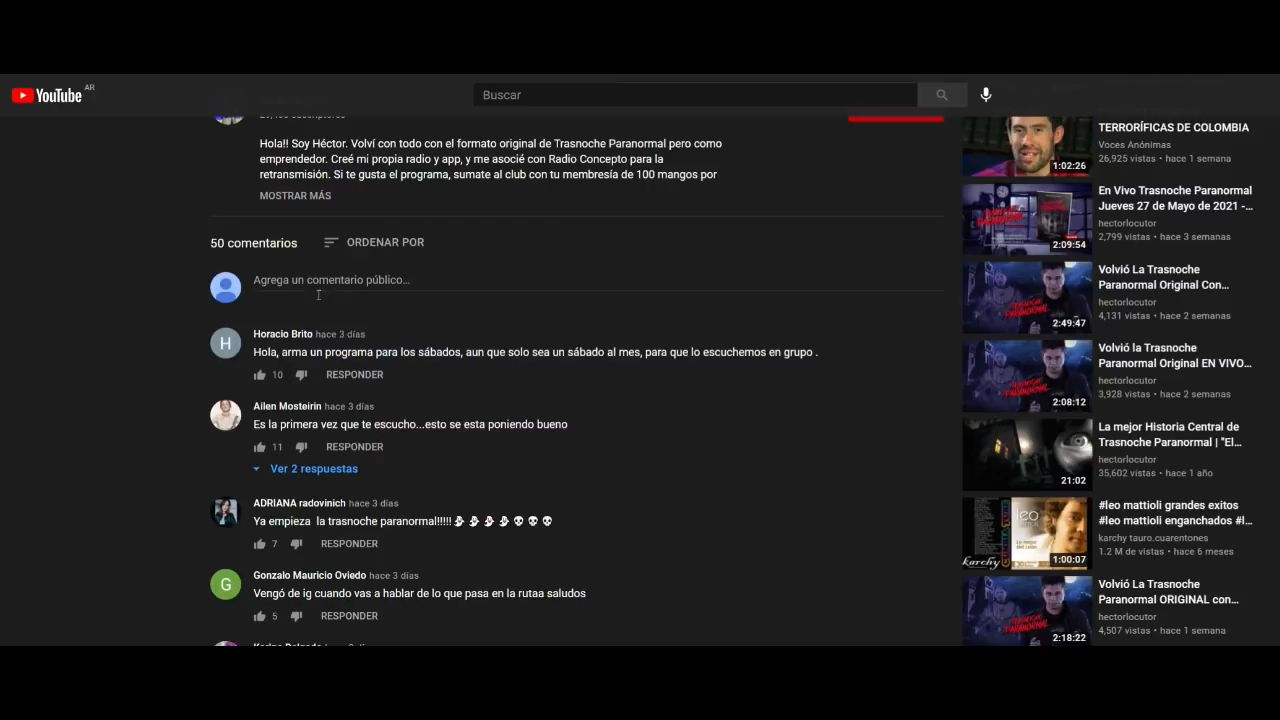 YouTube AR
Buscar
Hola!! Soy Héctor. Volví con todo con el formato original de Trasnoche Paranormal pero como
emprendedor. Creé mi propia radio y app, y me asocié con Radio Concepto para la
retransmisión. Si te gusta el programa, sumate al club con tu membresía de 100 mangos por
MOSTRAR MÁS
50 comentarios ORDENAR POR
Agrega un comentario público...
H
Horacio Brito hace 3 días
Hola, arma un programa para los sábados, aun que solo sea un sábado al mes, para que lo escuchemos en grupo .
10 RESPONDER
Ailen Mosteirin hace 3 días
Es la primera vez que te escucho...esto se esta poniendo bueno
11 RESPONDER
Ver 2 respuestas
ADRIANA radovinich hace 3 días
Ya empieza la trasnoche paranormal!!!!!
7 RESPONDER
G
Gonzalo Mauricio Oviedo hace 3 días
Vengó de ig cuando vas a hablar de lo que pasa en la rutaa saludos
5 RESPONDER
TERRORÍFICAS DE COLOMBIA
Voces Anónimas
26,925 vistas • hace 1 semana
1:02:26
En Vivo Trasnoche Paranormal
Jueves 27 de Mayo de 2021 -...
hectorlocutor
2,799 vistas • hace 3 semanas
2:09:54
Volvió La Trasnoche
Paranormal Original Con...
hectorlocutor
4,131 vistas • hace 2 semanas
TRASNOCHE
PARANORMAL
2:49:47
Volvió la Trasnoche
Paranormal Original EN VIVO...
hectorlocutor
3,928 vistas • hace 2 semanas
TRASNOCHE
PARANORMAL
2:08:12
La mejor Historia Central de
Trasnoche Paranormal | "El...
hectorlocutor
35,602 vistas • hace 1 año
21:02
#leo mattioli grandes exitos
#leo mattioli enganchados #l...
karchy tauro.cuarentones
1.2 M de vistas • hace 6 meses
leo
karchy
1:00:07
Volvió La Trasnoche
Paranormal ORIGINAL con...
hectorlocutor
4,507 vistas • hace 1 semana
TRASNOCHE
PARANORMAL
2:18:22